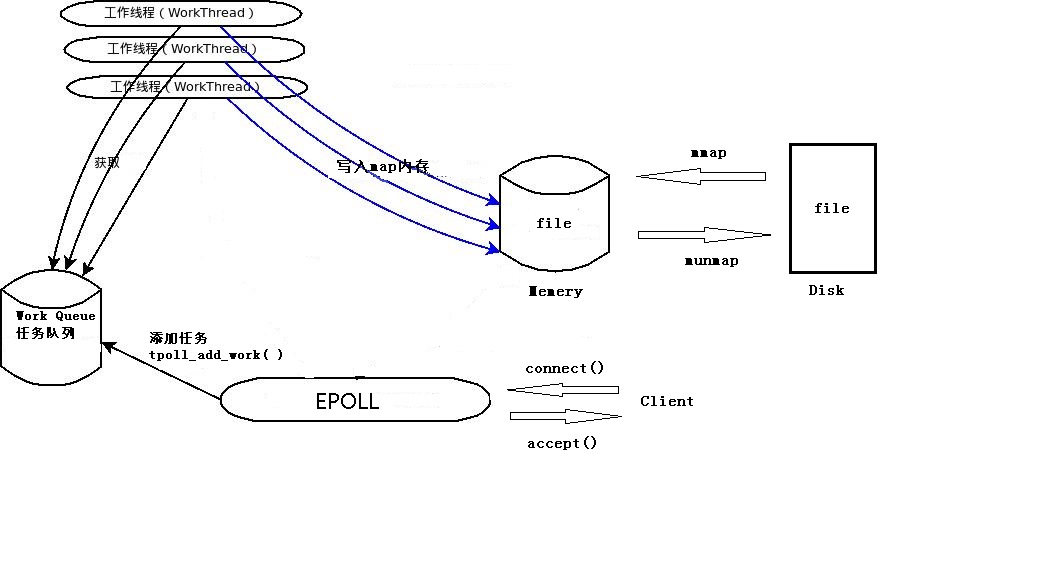 工作线程（WorkThread）
工作线程（WorkThread）
工作线程（WorkThread）
获取
写入map内存
mmap
file
file
munmap
Memery
Disk
Work Queue
任务队列
添加任务
tpoll_add_work( )
connect()
EPOLL
Client
accept()